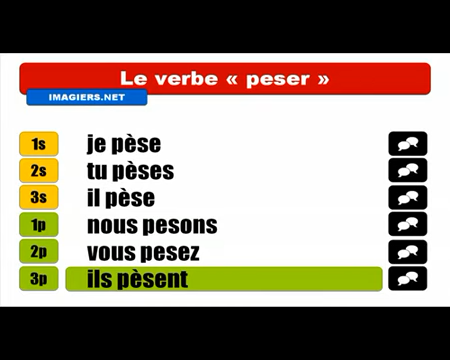 Le verbe « peser »
IMAGIERS.NET
1s je pèse
2s tu pèses
3s il pèse
1p nous pesons
2p vous pesez
3p ils pèsent